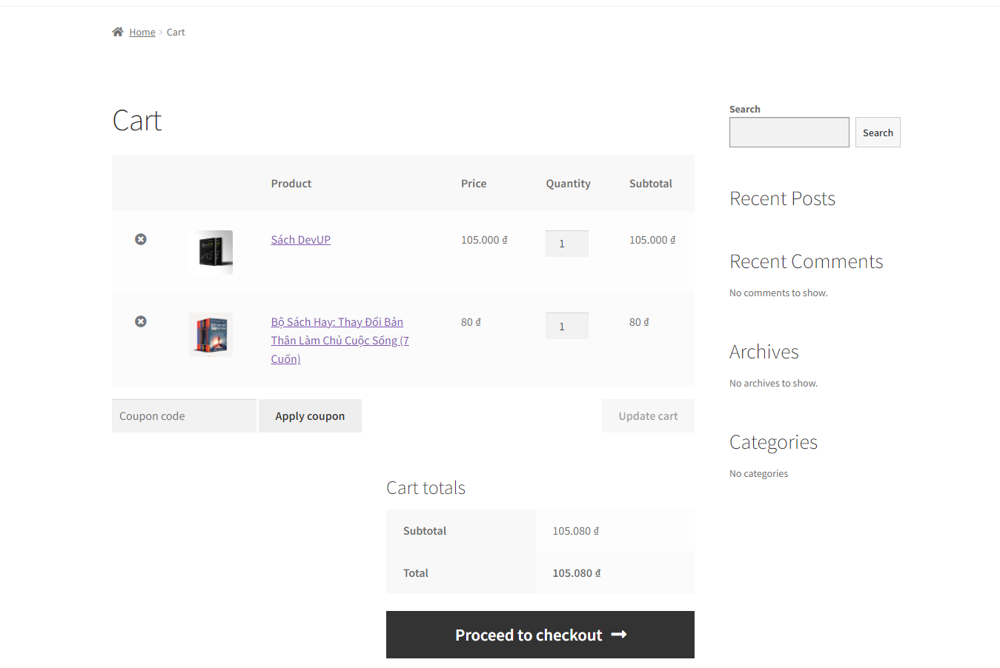 Home › Cart
Cart
Product Price Quantity Subtotal
Sách DevUP 105.000 ₫ 1 105.000 ₫
Bộ Sách Hay: Thay Đổi Bản 80 ₫ 1 80 ₫
Thân Làm Chủ Cuộc Sống (7
Cuốn)
Coupon code Apply coupon Update cart
Cart totals
Subtotal 105.080 ₫
Total 105.080 ₫
Proceed to checkout
Search
Search
Recent Posts
Recent Comments
No comments to show.
Archives
No archives to show.
Categories
No categories